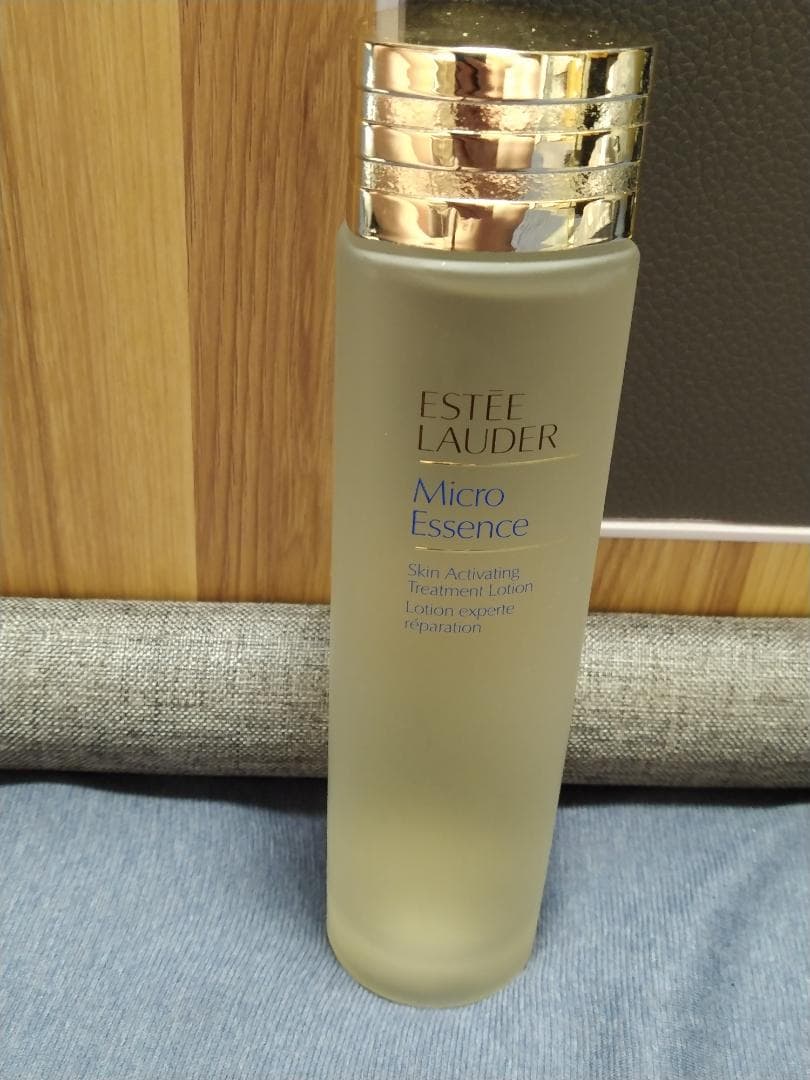 ESTĒE
LAUDER
Micro
Essence
Skin Activating
Treatment Lotion
Lotion experte
réparation